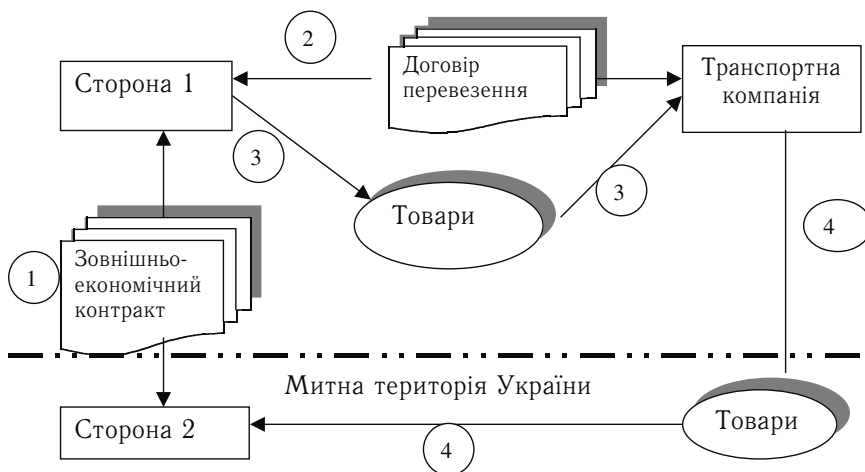 2
Сторона 1
Договір
перевезення
Транспортна
компанія
3
Товари
3
4
1
Зовнішньо-
економічний
контракт
Митна територія України
Сторона 2
4
Товари